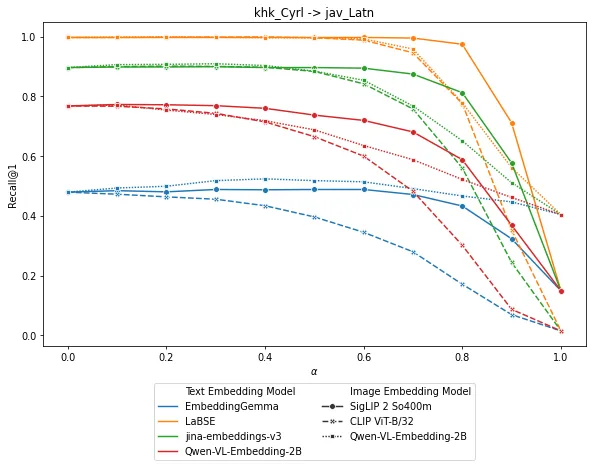 khk_Cyrl -> jav_Latn
Recall@1
1.0
0.8
0.6
0.4
0.2
0.0
0.0 0.2 0.4 0.6 0.8 1.0
α
Text Embedding Model
EmbeddingGemma
LaBSE
jina-embeddings-v3
Qwen-VL-Embedding-2B
Image Embedding Model
SigLIP 2 So400m
CLIP ViT-B/32
Qwen-VL-Embedding-2B